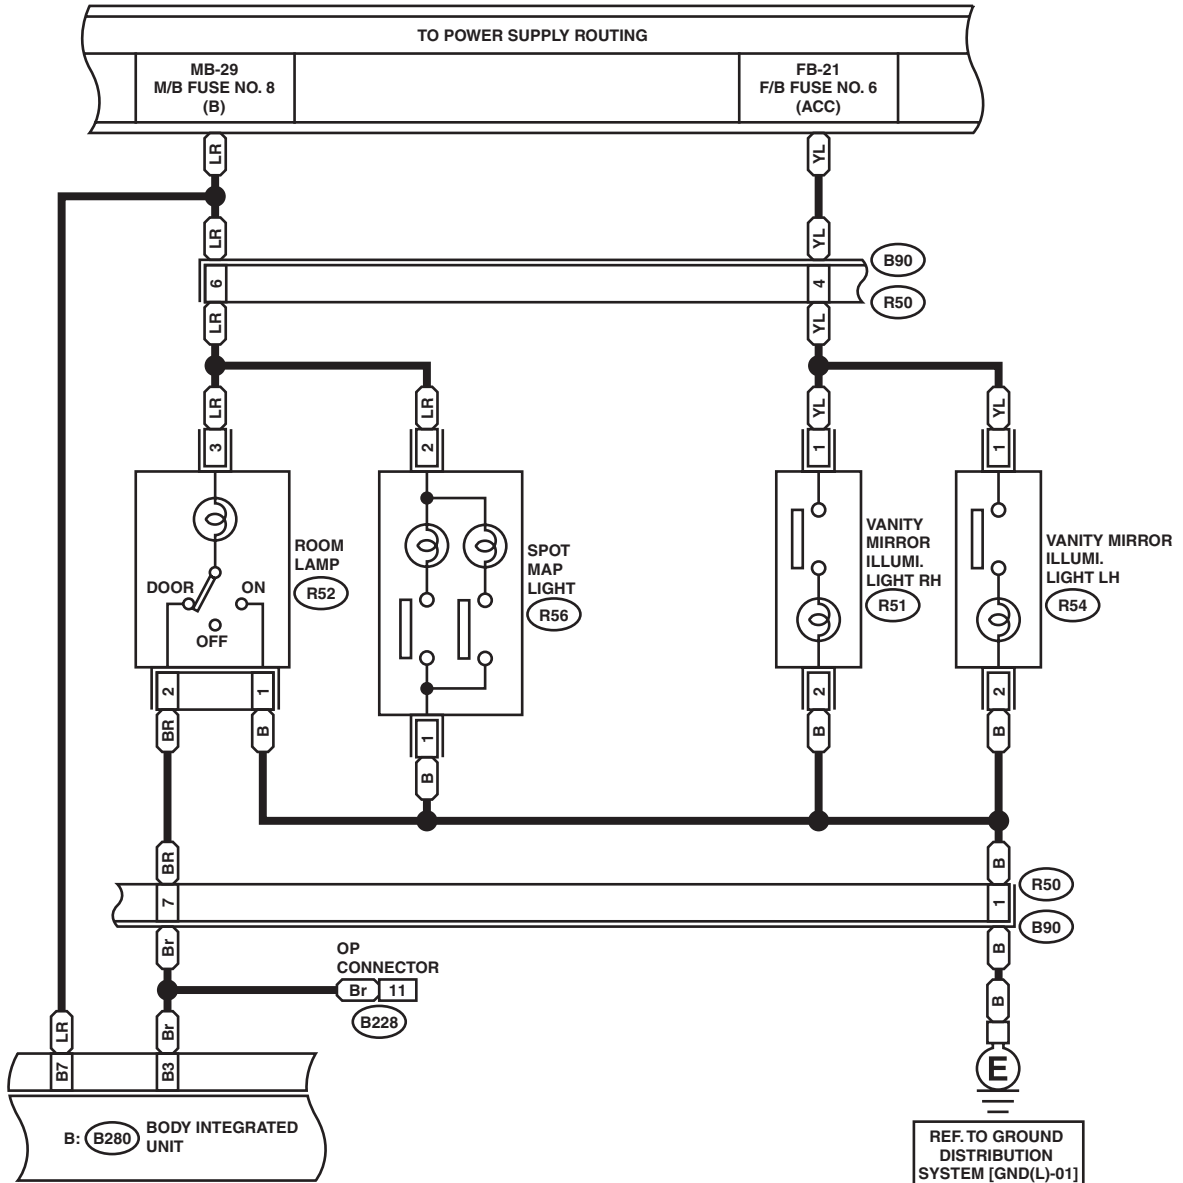 TO POWER SUPPLY ROUTING
MB-29
M/B FUSE NO. 8
(B)
FB-21
F/B FUSE NO. 6
(ACC)
LR
YL
LR
YL
B90
6
4
R50
LR
YL
LR
LR
YL
YL
3
2
1
1
ROOM
LAMP
R52
DOOR
ON
OFF
SPOT
MAP
LIGHT
R56
VANITY
MIRROR
ILLUMI.
LIGHT RH
R51
VANITY MIRROR
ILLUMI.
LIGHT LH
R54
2
1
2
2
BR
B
1
B
B
B
BR
B
R50
7
1
B90
Br
B
OP
CONNECTOR
Br
11
B228
B
LR
Br
B7
B3
E
B:
B280
BODY INTEGRATED
UNIT
REF. TO GROUND
DISTRIBUTION
SYSTEM [GND(L)-01]